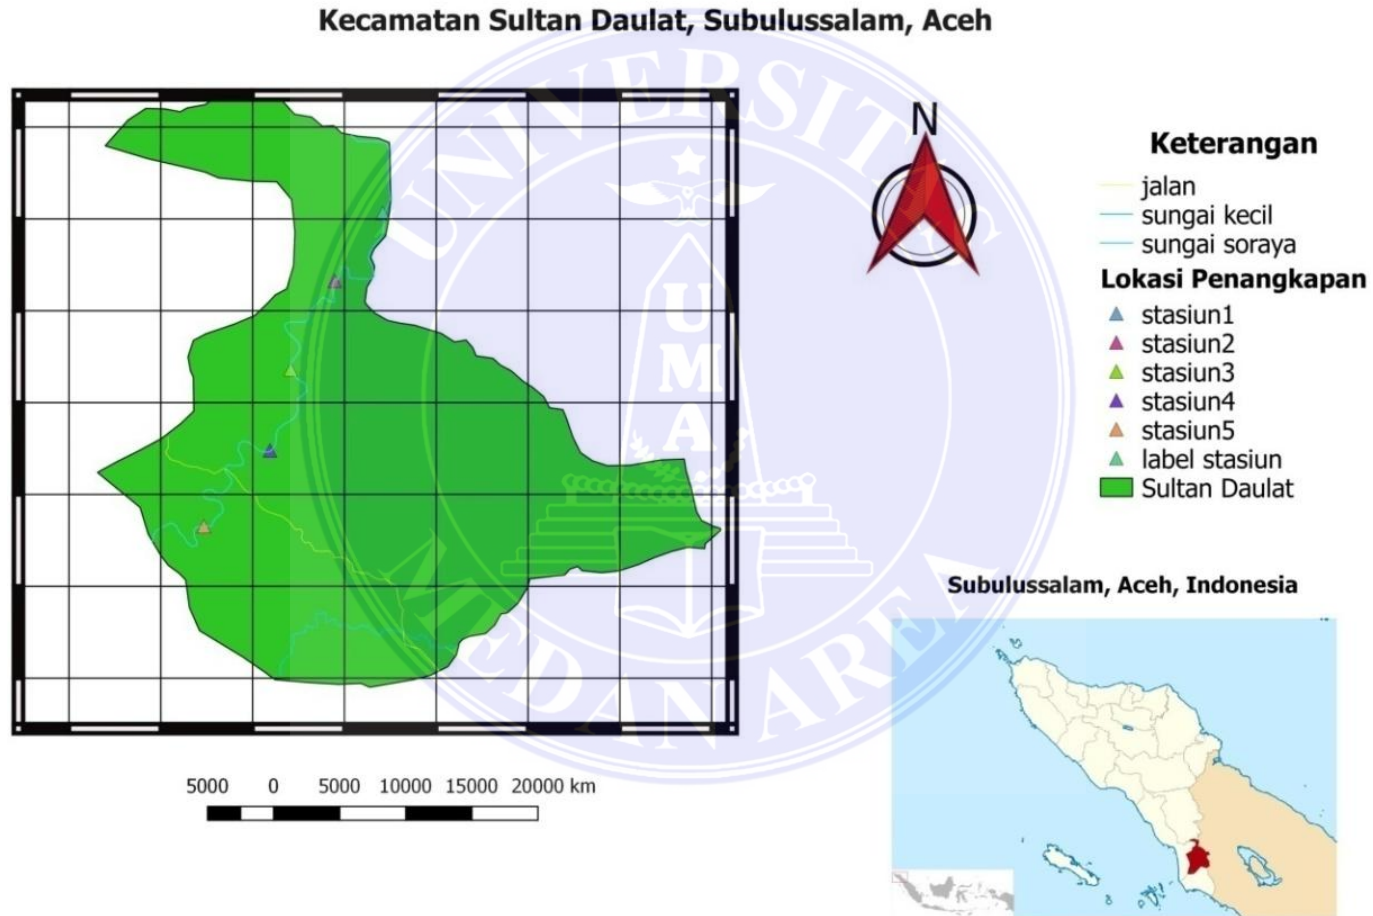 Kecamatan Sultan Daulat, Subulussalam, Aceh
UNIVERSITAS
MEDAN AREA
UMA
N
Keterangan
jalan
sungai kecil
sungai soraya
Lokasi Penangkapan
stasiun1
stasiun2
stasiun3
stasiun4
stasiun5
label stasiun
Sultan Daulat
5000 0 5000 10000 15000 20000 km
Subulussalam, Aceh, Indonesia